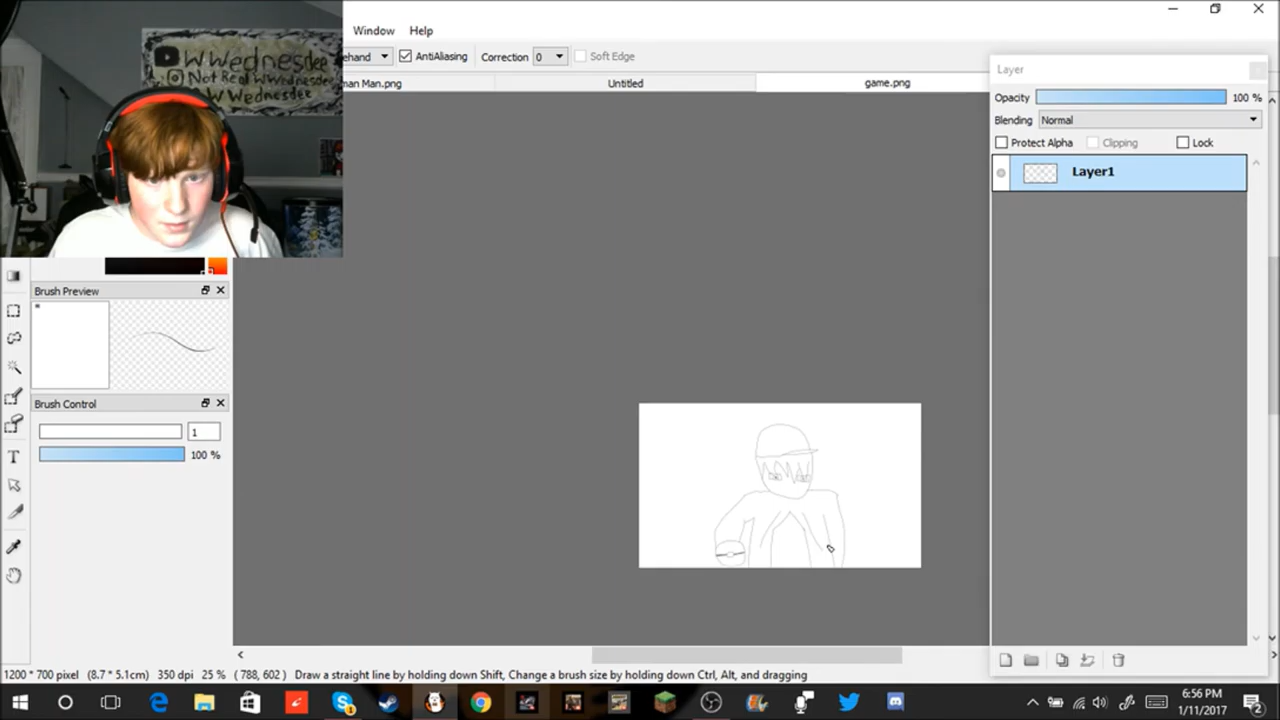 Window Help
WWednesdee
Not Real WWednesdee
WWednesdee
ehand AntiAliasing Correction 0 Soft Edge
man Man.png Untitled game.png
Layer
Opacity 100 %
Blending Normal
Protect Alpha Clipping Lock
Layer1
Brush Preview
*
Brush Control
1
100 %
T
1200 * 700 pixel (8.7 * 5.1cm) 350 dpi 25 % ( 788, 602 ) Draw a straight line by holding down Shift, Change a brush size by holding down Ctrl, Alt, and dragging
6:56 PM
1/11/2017
2